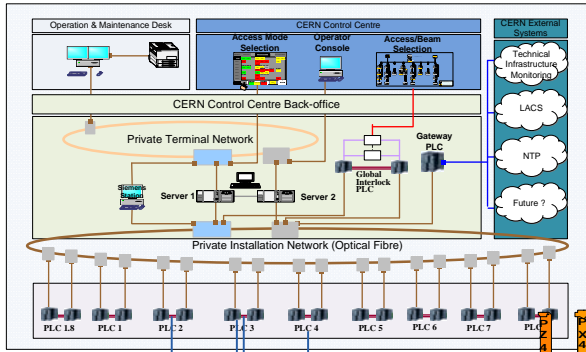 Operation & Maintenance Desk
CERN Control Centre
CERN External
Systems
Access Mode
Selection
Operator
Console
Access/Beam
Selection
Technical
Infrastructure
Monitoring
CERN Control Centre Back-office
LACS
Private Terminal Network
Gateway
PLC
NTP
Global
Interlock
PLC
Siemens
Station
Server 1
Server 2
Future ?
Private Installation Network (Optical Fibre)
PLC 1.8
PLC 1
PLC 2
PLC 3
PLC 4
PLC 5
PLC 6
PLC 7
PLC
P
Z
4
P
X
4